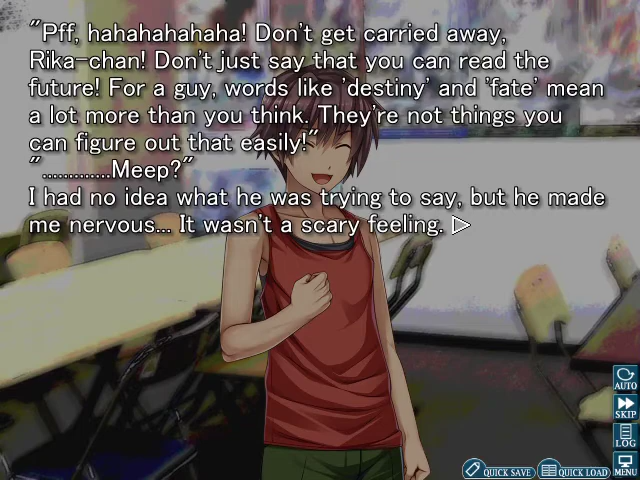 "Pff, hahahahahaha! Don't get carried away,
Rika-chan! Don't just say that you can read the
future! For a guy, words like 'destiny' and 'fate' mean
a lot more than you think. They're not things you
can figure out that easily!"
".............Meep?"
I had no idea what he was trying to say, but he made
me nervous... It wasn't a scary feeling.
AUTO
SKIP
LOG
MENU
QUICK SAVE QUICK LOAD